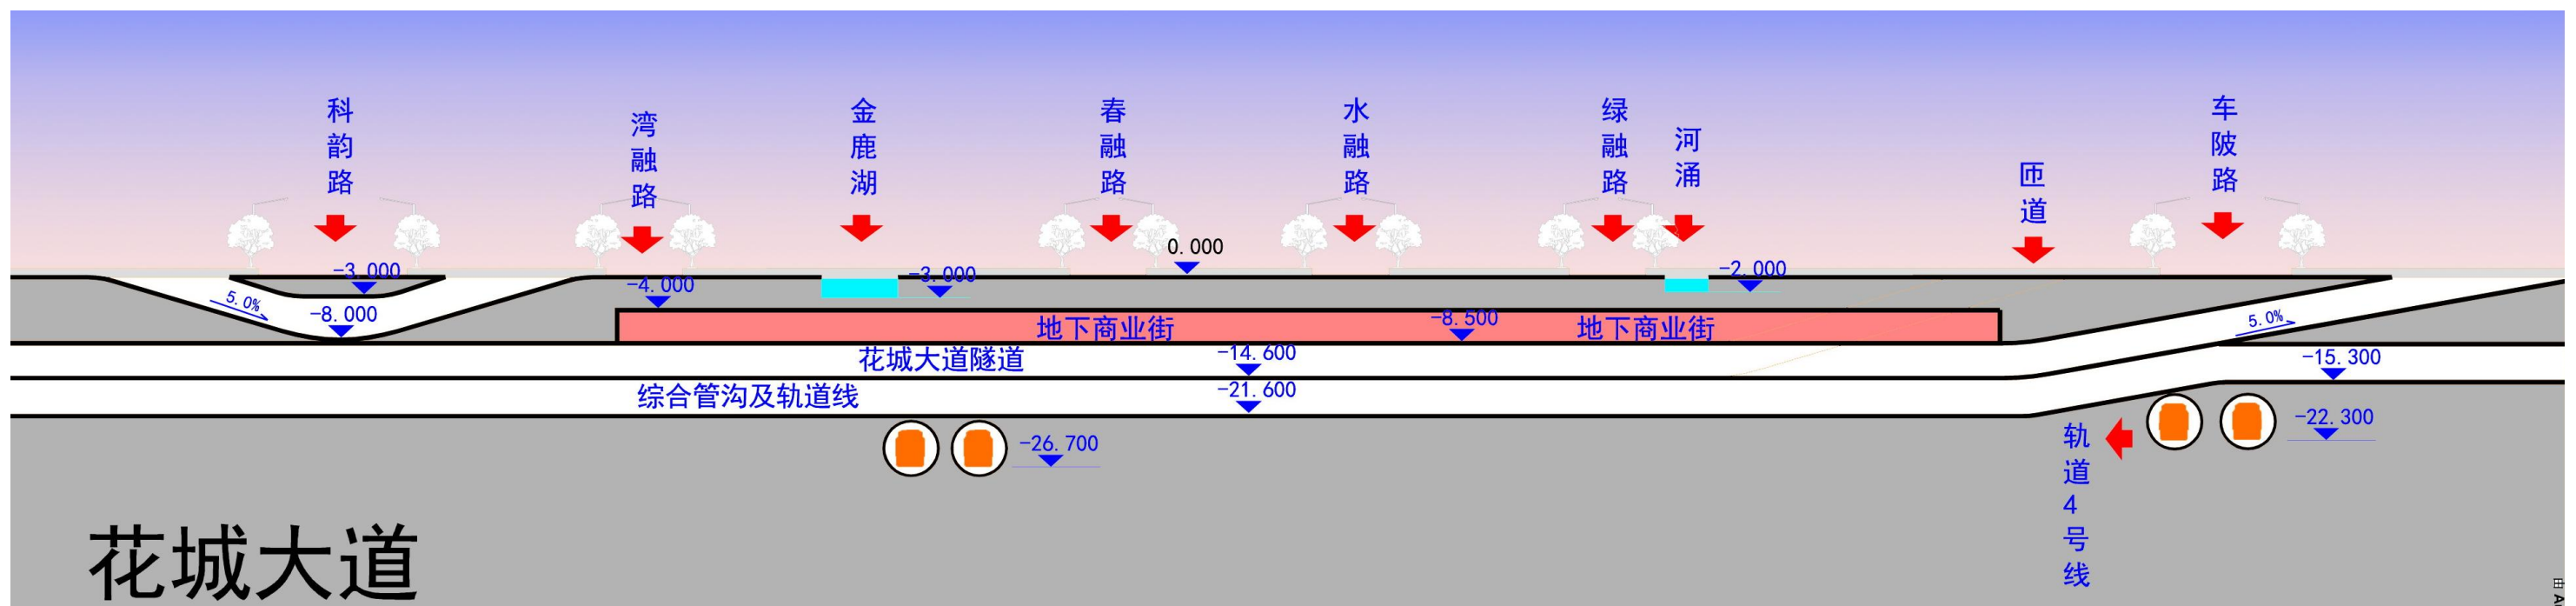 科韵路
湾融路
金鹿湖
春融路
水融路
绿融路
河涌
匝道
车陂路
0.000
-3.000
-4.000
-3.000
-2.000
5.0%
-8.000
地下商业街
-8.500
地下商业街
5.0%
花城大道隧道
-14.600
-15.300
综合管沟及轨道线
-21.600
-22.300
-26.700
轨道4号线
花城大道
由 A